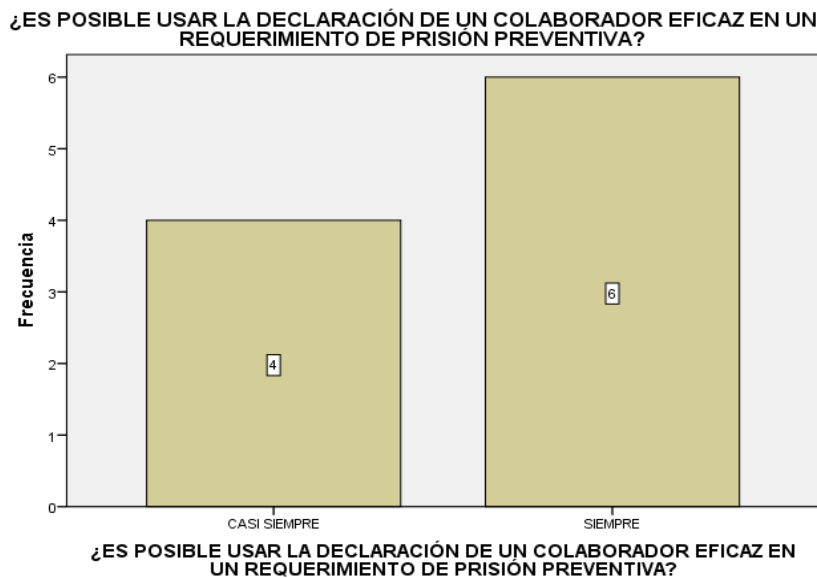 ¿ES POSIBLE USAR LA DECLARACIÓN DE UN COLABORADOR EFICAZ EN UN
REQUERIMIENTO DE PRISIÓN PREVENTIVA?
6
5
4
3
2
1
0
Frecuencia
4
6
CASI SIEMPRE
SIEMPRE
¿ES POSIBLE USAR LA DECLARACIÓN DE UN COLABORADOR EFICAZ EN
UN REQUERIMIENTO DE PRISIÓN PREVENTIVA?